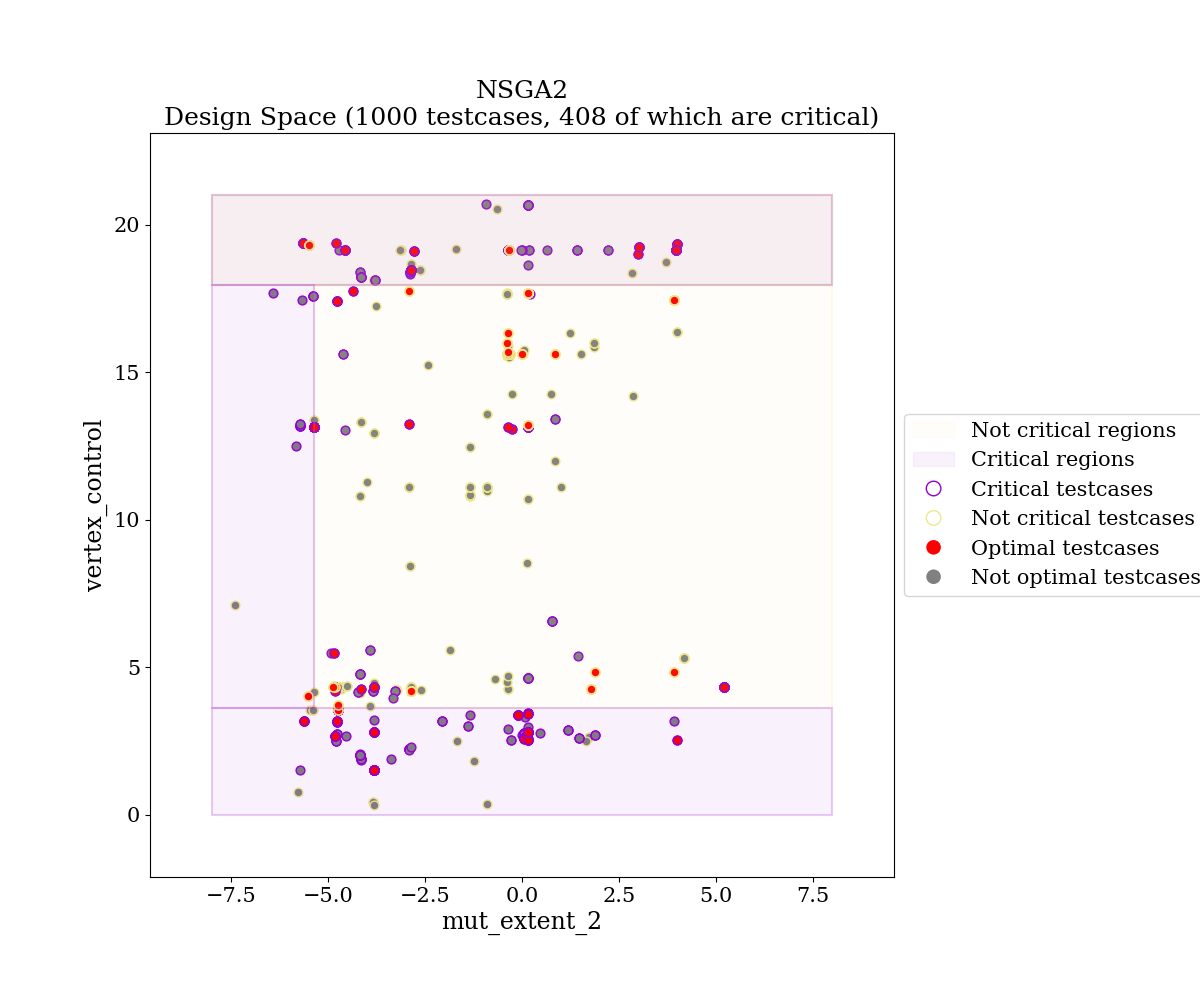 NSGA2
Design Space (1000 testcases, 408 of which are critical)
20
15
10
5
0
vertex_control
−7.5
−5.0
−2.5
0.0
2.5
5.0
7.5
mut_extent_2
Not critical regions
Critical regions
Critical testcases
Not critical testcases
Optimal testcases
Not optimal testcases